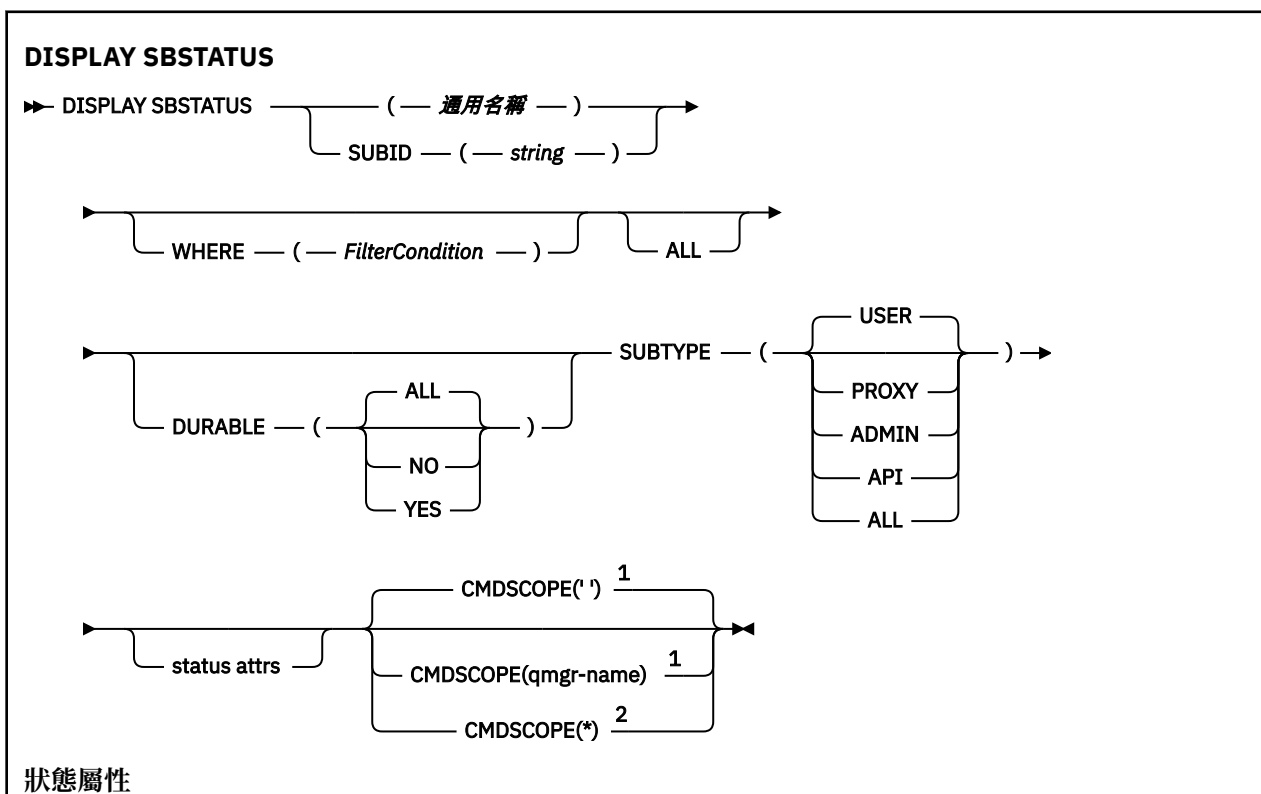 DISPLAY SBSTATUS
DISPLAY SBSTATUS ( 通用名稱 )
SUBID ( string )
WHERE ( FilterCondition ) ALL
USER
SUBTYPE ( )
ALL
PROXY
DURABLE ( )
ADMIN
NO
API
YES
ALL
CMDSCOPE(' ') 1
status attrs
CMDSCOPE(qmgr-name) 1
CMDSCOPE(*) 2
狀態屬性